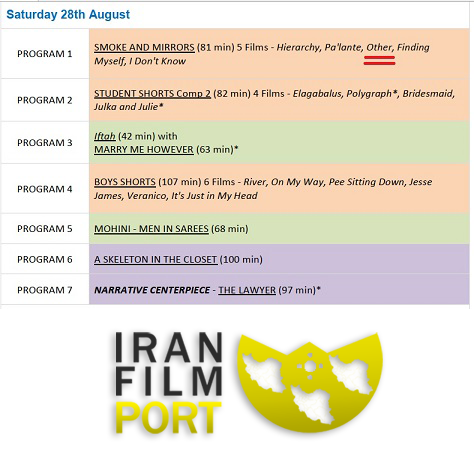 Saturday 28th August
PROGRAM 1
SMOKE AND MIRRORS (81 min) 5 Films - Hierarchy, Pa'lante, Other, Finding
Myself, I Don't Know
PROGRAM 2
STUDENT SHORTS Comp 2 (82 min) 4 Films - Elagabalus, Polygraph*, Bridesmaid,
Julka and Julie*
PROGRAM 3
Iftah (42 min) with
MARRY ME HOWEVER (63 min)*
PROGRAM 4
BOYS SHORTS (107 min) 6 Films - River, On My Way, Pee Sitting Down, Jesse
James, Veranico, It's Just in My Head
PROGRAM 5
MOHINI - MEN IN SAREES (68 min)
PROGRAM 6
A SKELETON IN THE CLOSET (100 min)
PROGRAM 7
NARRATIVE CENTERPIECE - THE LAWYER (97 min)*
IRAN
FILM
PORT